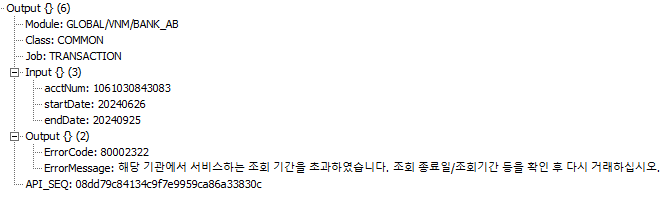 Output {} (6)
Module: GLOBAL/VNM/BANK_AB
Class: COMMON
Job: TRANSACTION
Input {} (3)
acctNum: 1061030843083
startDate: 20240626
endDate: 20240925
Output {} (2)
ErrorCode: 80002322
ErrorMessage: 해당 기관에서 서비스하는 조회 기간을 초과하였습니다. 조회 종료일/조회기간 등을 확인 후 다시 거래하십시오.
API_SEQ: 08dd79c84134c9f7e9959ca86a33830c